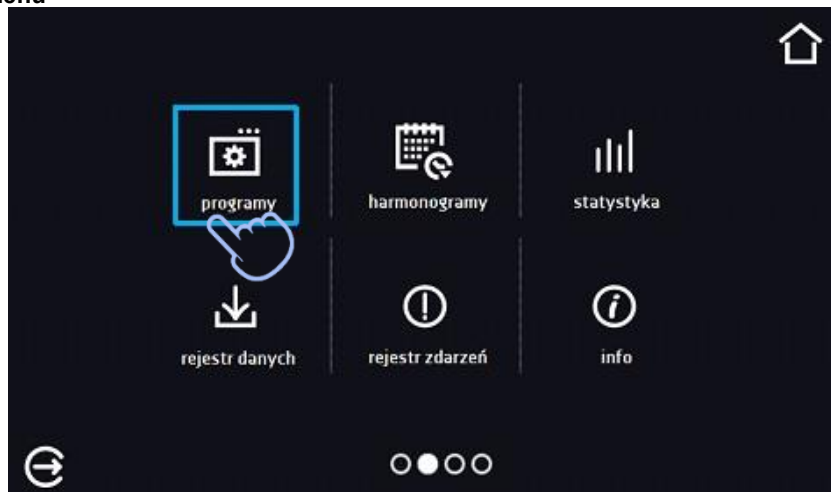 programy
harmonogramy
statystyka
rejestr danych
rejestr zdarzeń
info